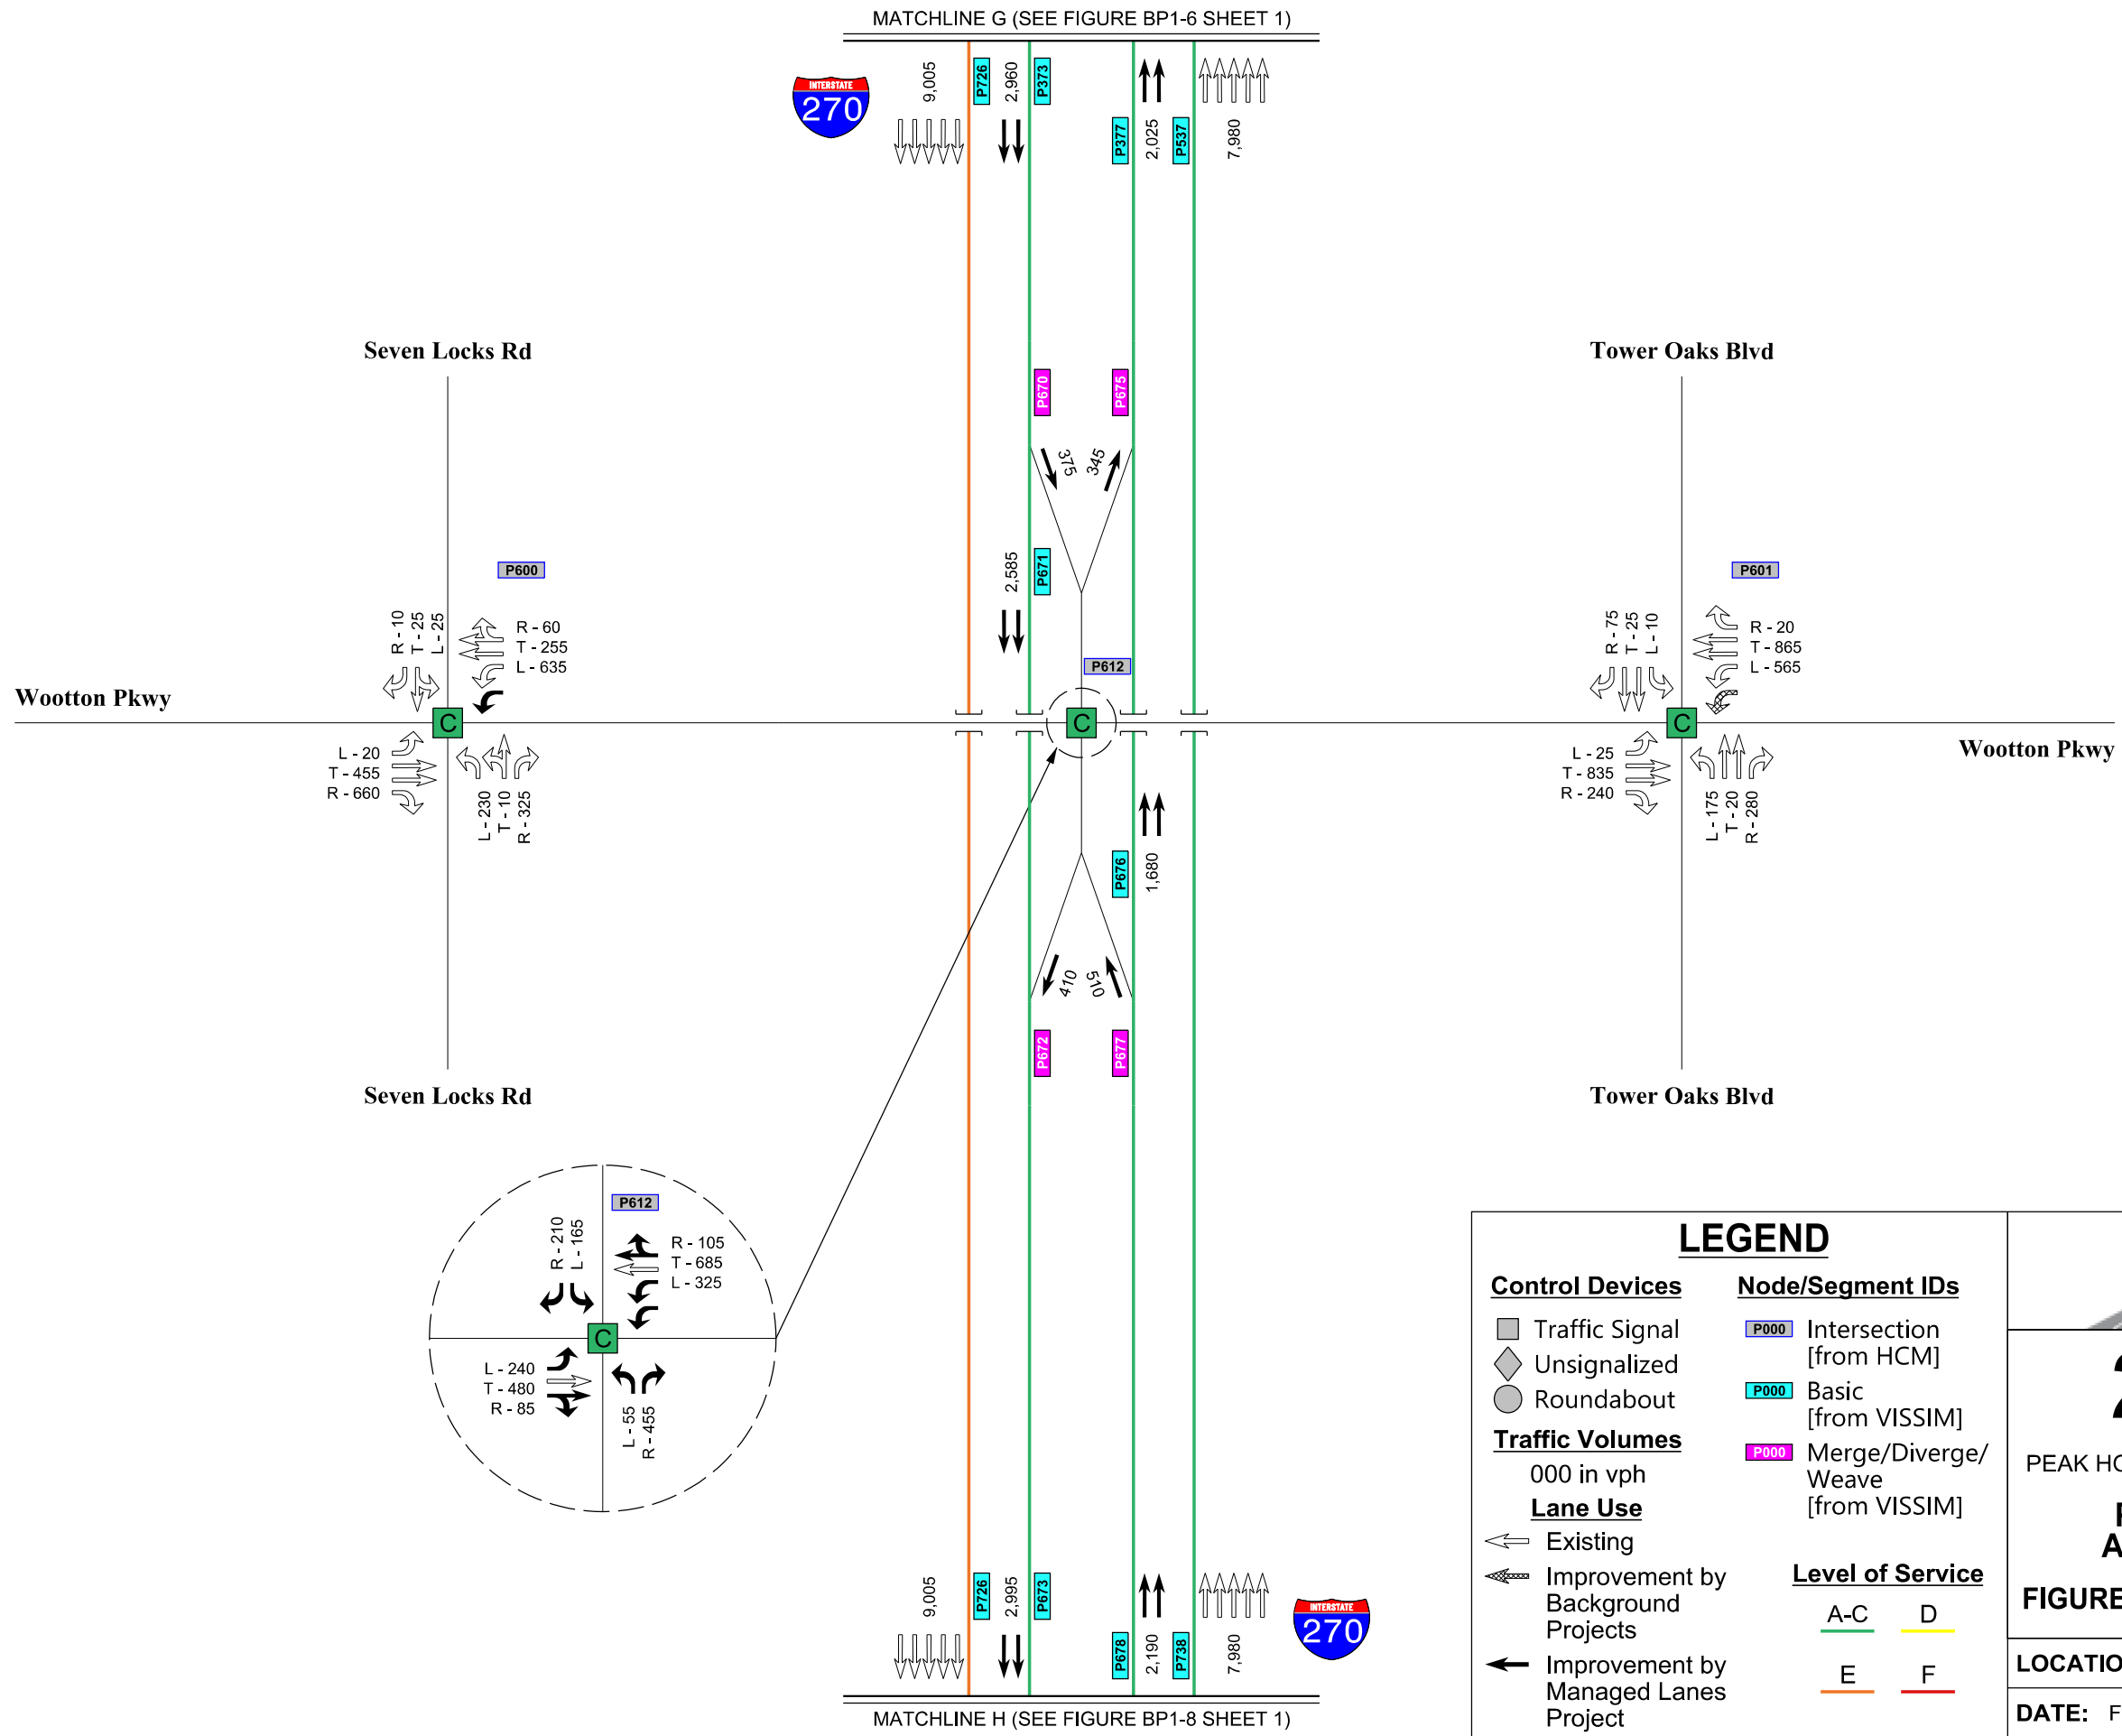 MATCHLINE G (SEE FIGURE BP1-6 SHEET 1)
INTERSTATE
270
9,005
P726
2,960
P373
P377
2,025
P537
7,980
Seven Locks Rd
Tower Oaks Blvd
P670
P675
375
345
2,585
P671
P600
P601
R - 10
T - 25
L - 25
R - 60
T - 255
L - 635
P612
R - 75
T - 25
L - 10
R - 20
T - 865
L - 565
Wootton Pkwy
C
C
C
Wootton Pkwy
L - 20
T - 455
R - 660
L - 230
T - 10
R - 325
L - 25
T - 835
R - 240
L - 175
T - 20
R - 280
P676
1,680
410
510
P672
P677
Seven Locks Rd
Tower Oaks Blvd
P612
R - 210
L - 165
R - 105
T - 685
L - 325
C
L - 240
T - 480
R - 85
L - 55
R - 455
9,005
P726
2,995
P673
P678
2,190
P738
7,980
INTERSTATE
270
MATCHLINE H (SEE FIGURE BP1-8 SHEET 1)
LEGEND
Control Devices
Traffic Signal
Unsignalized
Roundabout
Traffic Volumes
000 in vph
Lane Use
Existing
Improvement by
Background
Projects
Improvement by
Managed Lanes
Project
Node/Segment IDs
P000 Intersection
[from HCM]
P000 Basic
[from VISSIM]
P000 Merge/Diverge/
Weave
[from VISSIM]
Level of Service
A-C D
E F
PEAK HO
FIGURE
LOCATIO
DATE: F